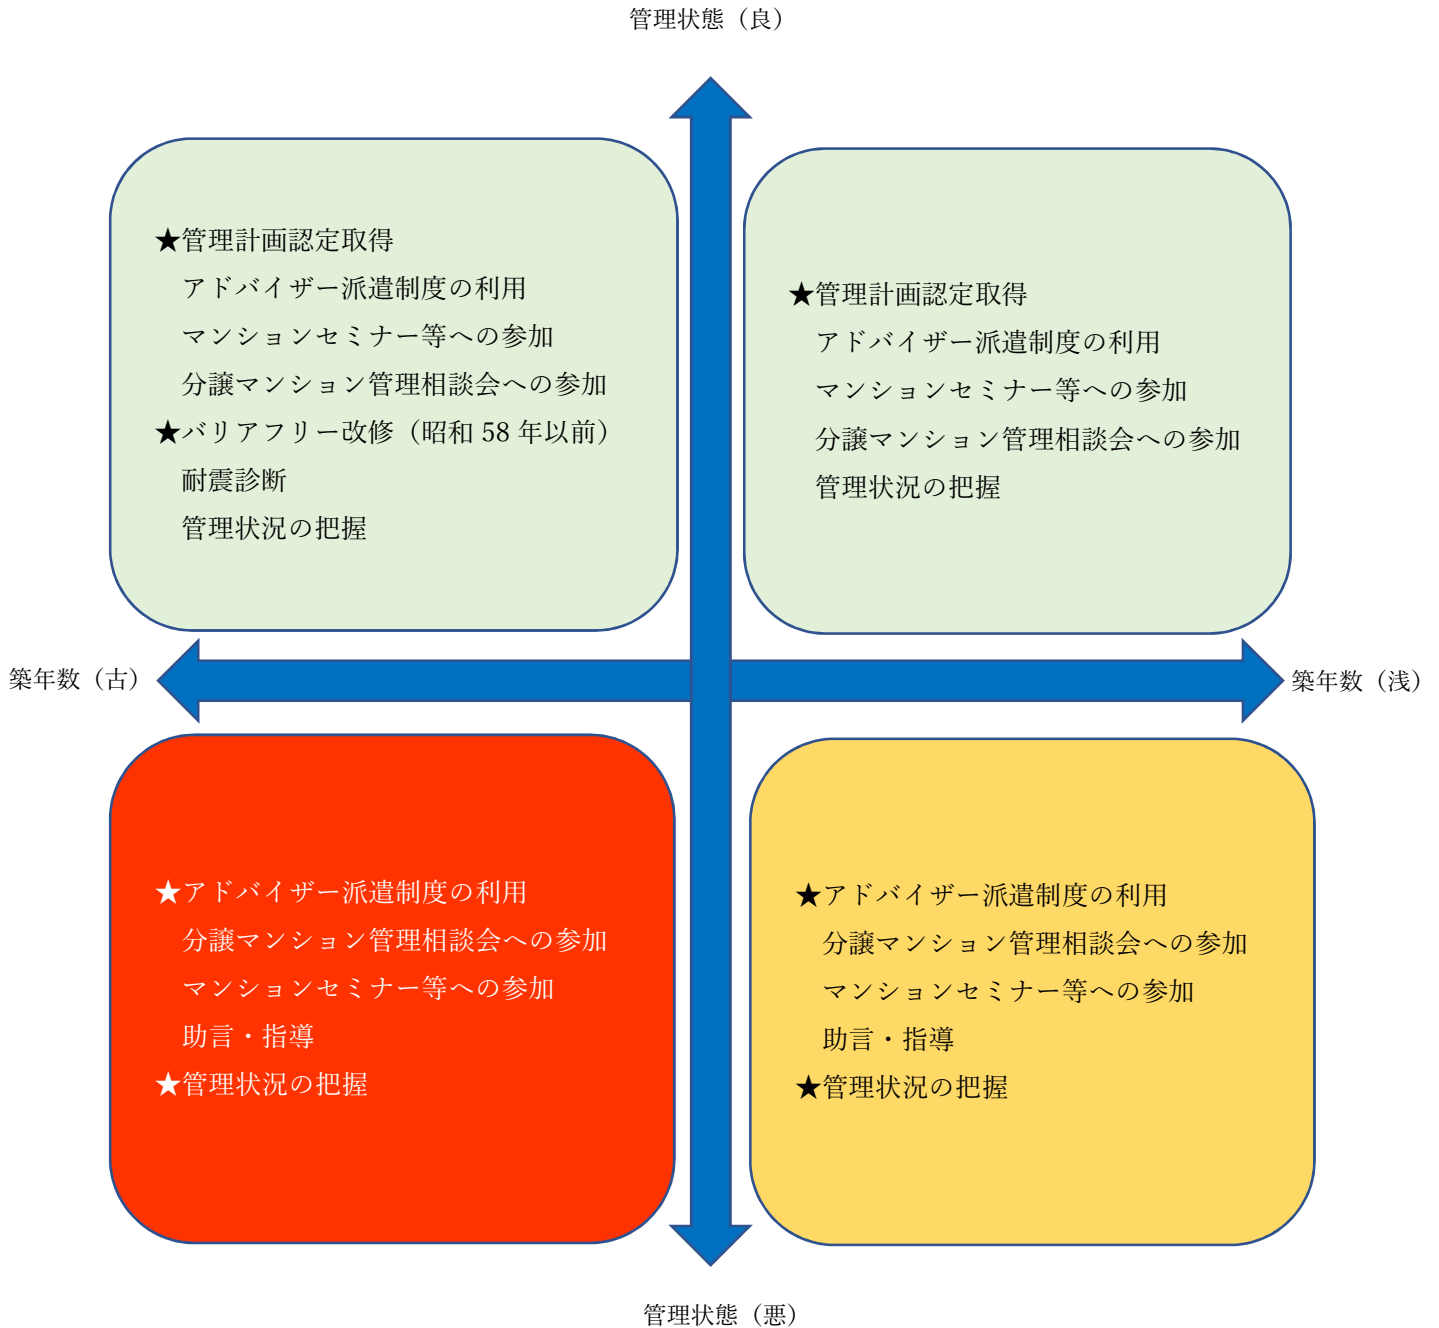 管理状態（良）
★管理計画認定取得
アドバイザー派遣制度の利用
マンションセミナー等への参加
分譲マンション管理相談会への参加
★バリアフリー改修（昭和 58 年以前）
耐震診断
管理状況の把握
★管理計画認定取得
アドバイザー派遣制度の利用
マンションセミナー等への参加
分譲マンション管理相談会への参加
管理状況の把握
築年数（古）
築年数（浅）
★アドバイザー派遣制度の利用
分譲マンション管理相談会への参加
マンションセミナー等への参加
助言・指導
★管理状況の把握
★アドバイザー派遣制度の利用
分譲マンション管理相談会への参加
マンションセミナー等への参加
助言・指導
★管理状況の把握
管理状態（悪）